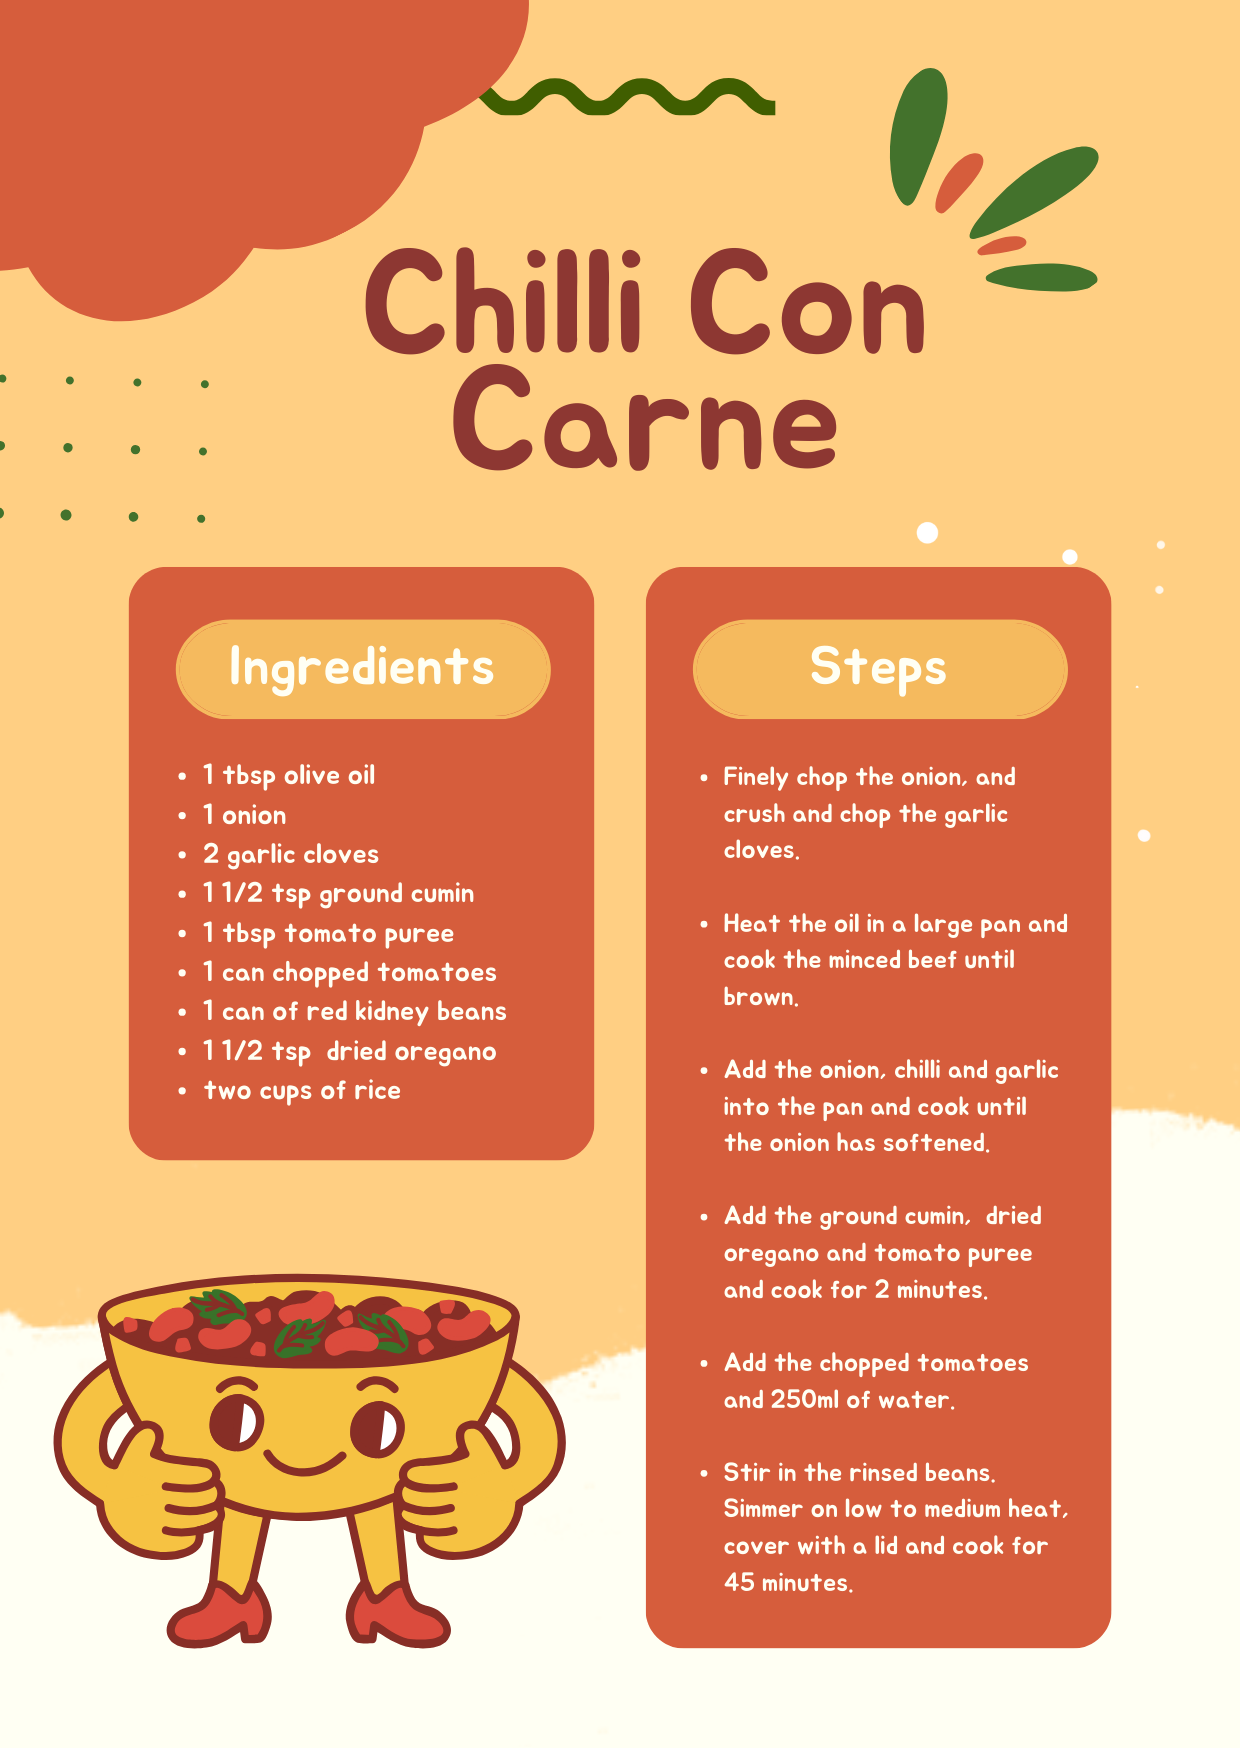 Chilli Con
Carne
Ingredients
• 1 tbsp olive oil
• 1 onion
• 2 garlic cloves
• 1 1/2 tsp ground cumin
• 1 tbsp tomato puree
• 1 can chopped tomatoes
• 1 can of red kidney beans
• 1 1/2 tsp  dried oregano
• two cups of rice
Steps
• Finely chop the onion, and
crush and chop the garlic
cloves.
• Heat the oil in a large pan and
cook the minced beef until
brown.
• Add the onion, chilli and garlic
into the pan and cook until
the onion has softened.
• Add the ground cumin,  dried
oregano and tomato puree
and cook for 2 minutes.
• Add the chopped tomatoes
and 250ml of water.
• Stir in the rinsed beans.
Simmer on low to medium heat,
cover with a lid and cook for
45 minutes.